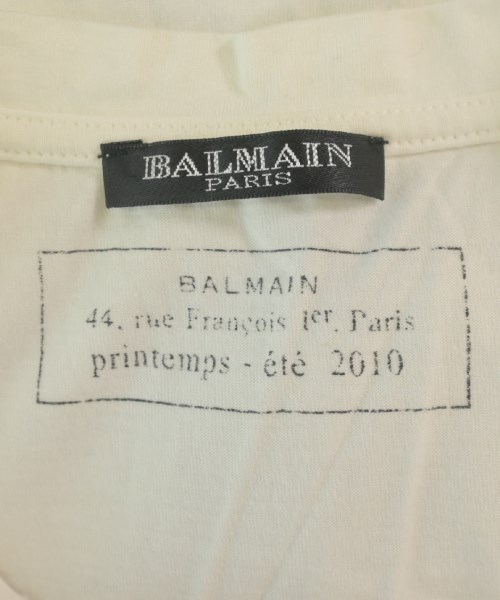 BALMAIN
PARIS
BALMAIN
44, rue François 1er, Paris
printemps - été 2010